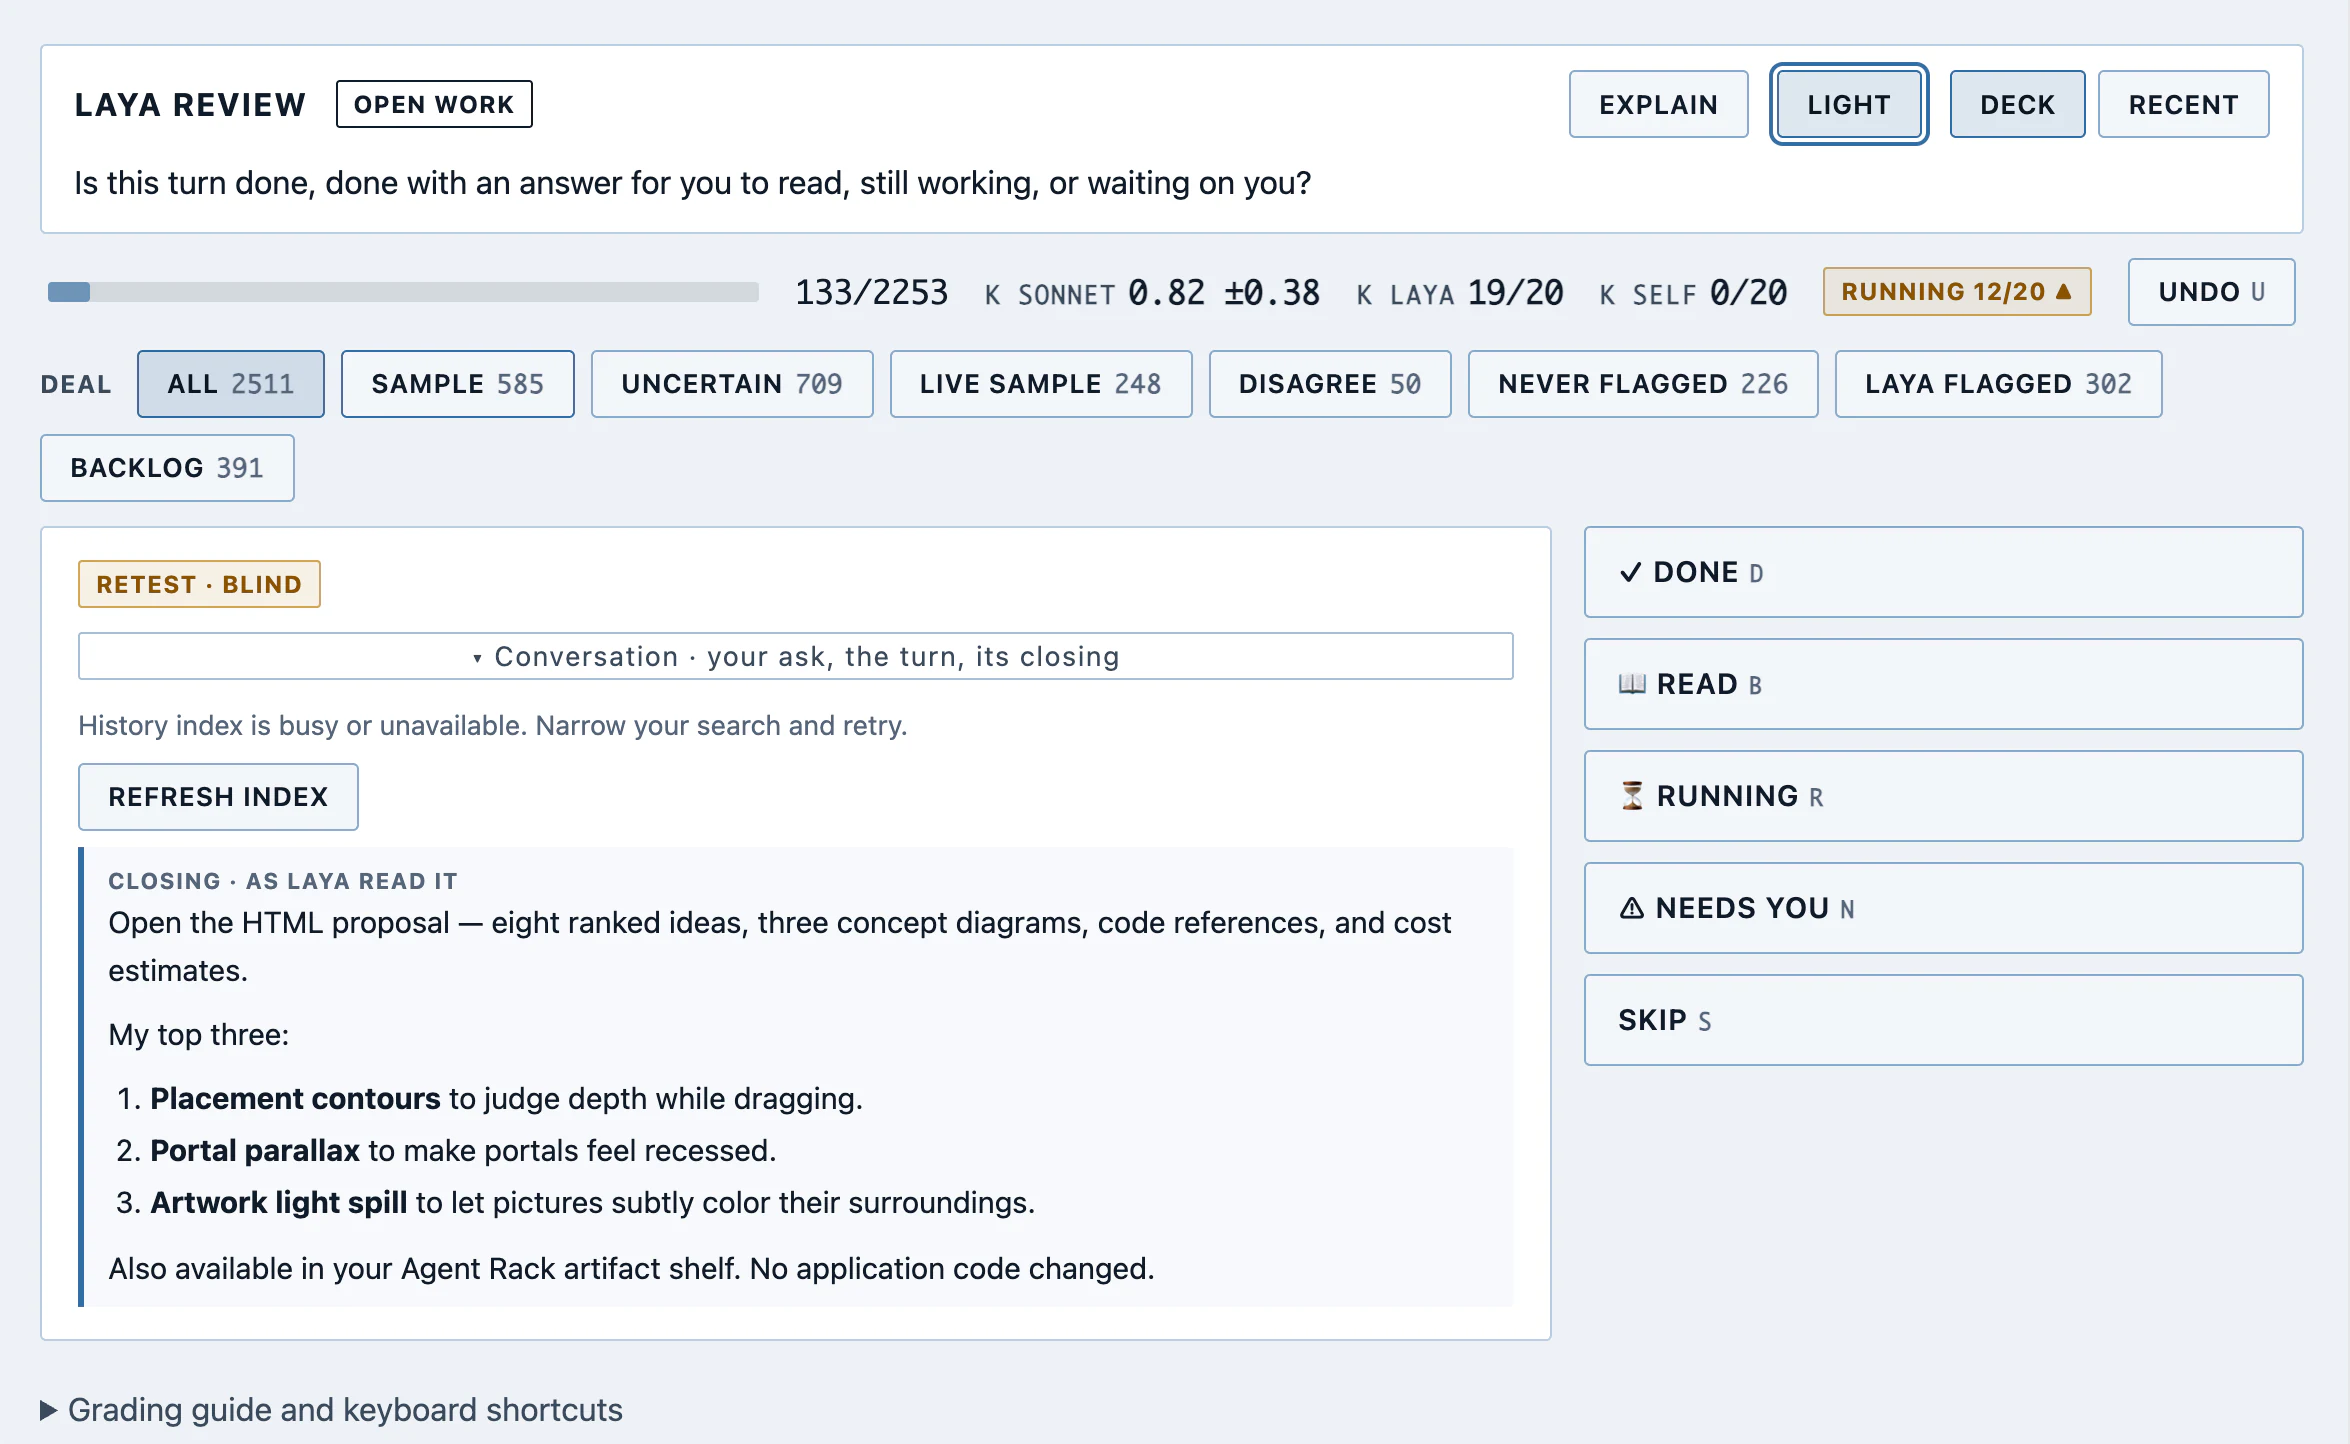 LAYA REVIEW OPEN WORK EXPLAIN LIGHT DECK RECENT
Is this turn done, done with an answer for you to read, still working, or waiting on you?
133/2253 K SONNET 0.82 ±0.38 K LAYA 19/20 K SELF 0/20 RUNNING 12/20 ▲ UNDO U
DEAL ALL 2511 SAMPLE 585 UNCERTAIN 709 LIVE SAMPLE 248 DISAGREE 50 NEVER FLAGGED 226 LAYA FLAGGED 302
BACKLOG 391
RETEST · BLIND
▾ Conversation · your ask, the turn, its closing
History index is busy or unavailable. Narrow your search and retry.
REFRESH INDEX
CLOSING · AS LAYA READ IT
Open the HTML proposal — eight ranked ideas, three concept diagrams, code references, and cost
estimates.
My top three:
1. Placement contours to judge depth while dragging.
2. Portal parallax to make portals feel recessed.
3. Artwork light spill to let pictures subtly color their surroundings.
Also available in your Agent Rack artifact shelf. No application code changed.
✓ DONE D
📖 READ B
⏳ RUNNING R
⚠ NEEDS YOU N
SKIP S
▶ Grading guide and keyboard shortcuts